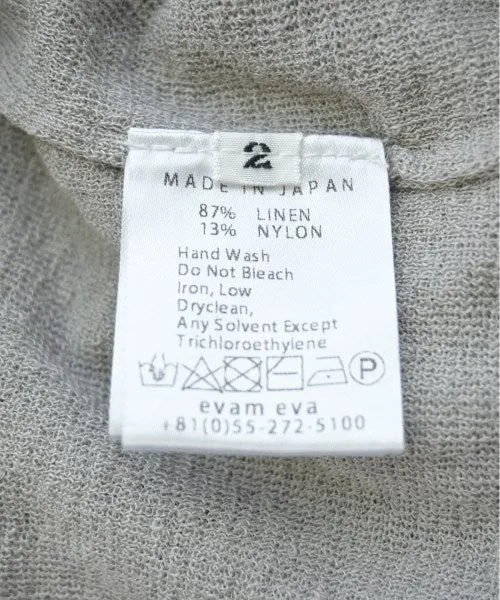 2
MADE IN JAPAN
87% LINEN
13% NYLON
Hand Wash
Do Not Bleach
Iron, Low
Dryclean,
Any Solvent Except
Trichloroethylene
P
evam eva
+81(0)55-272-5100